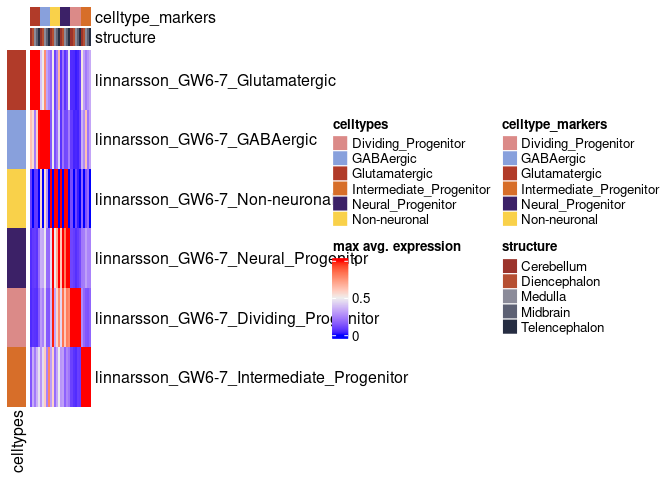 celltype_markers
structure
linnarsson_GW6-7_Glutamatergic
linnarsson_GW6-7_GABAergic
linnarsson_GW6-7_Non-neuronal
linnarsson_GW6-7_Neural_Progenitor
linnarsson_GW6-7_Dividing_Progenitor
linnarsson_GW6-7_Intermediate_Progenitor
celltypes
celltypes
Dividing_Progenitor
GABAergic
Glutamatergic
Intermediate_Progenitor
Neural_Progenitor
Non-neuronal
celltype_markers
Dividing_Progenitor
GABAergic
Glutamatergic
Intermediate_Progenitor
Neural_Progenitor
Non-neuronal
max avg. expression
1
0.5
0
structure
Cerebellum
Diencephalon
Medulla
Midbrain
Telencephalon